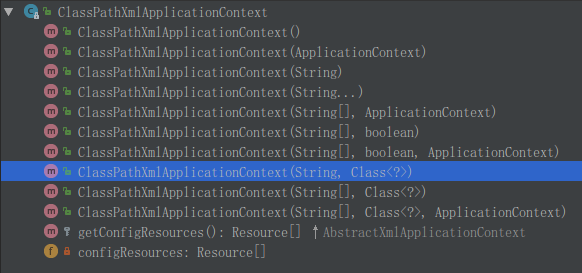 ClassPathXmlApplicationContext
ClassPathXmlApplicationContext()
ClassPathXmlApplicationContext(ApplicationContext)
ClassPathXmlApplicationContext(String)
ClassPathXmlApplicationContext(String...)
ClassPathXmlApplicationContext(String[], ApplicationContext)
ClassPathXmlApplicationContext(String[], boolean)
ClassPathXmlApplicationContext(String[], boolean, ApplicationContext)
ClassPathXmlApplicationContext(String, Class<?>)
ClassPathXmlApplicationContext(String[], Class<?>)
ClassPathXmlApplicationContext(String[], Class<?>, ApplicationContext)
getConfigResources(): Resource[] ↑AbstractXmlApplicationContext
configResources: Resource[]